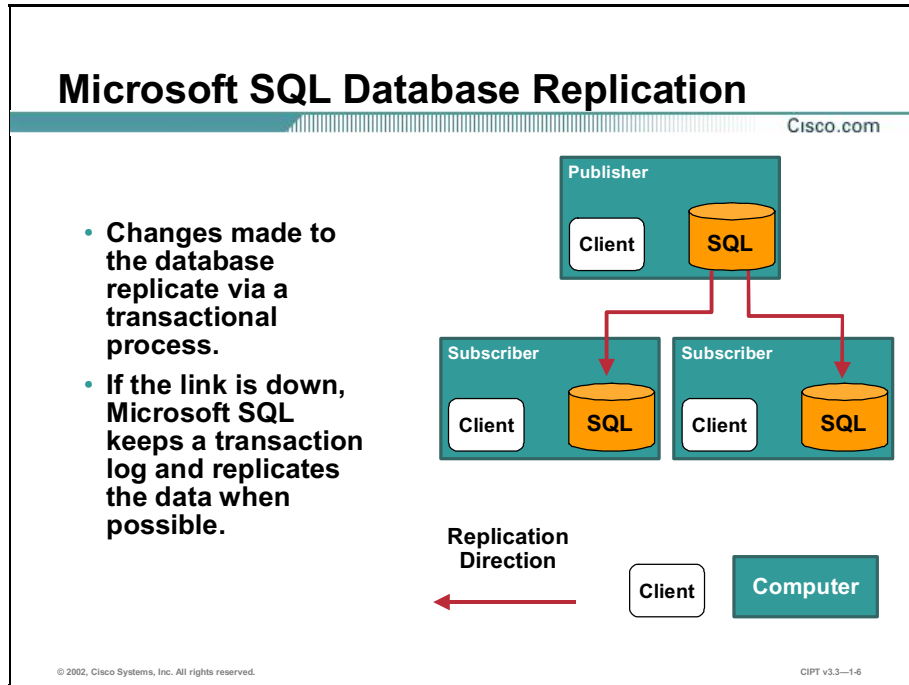 Microsoft SQL Database Replication
Cisco.com
• Changes made to
the database
replicate via a
transactional
process.
• If the link is down,
Microsoft SQL
keeps a transaction
log and replicates
the data when
possible.
Publisher
Client
SQL
Subscriber
Client
SQL
Subscriber
Client
SQL
Replication
Direction
Client
Computer
© 2002, Cisco Systems, Inc. All rights reserved.
CIPT v3.3—1-6